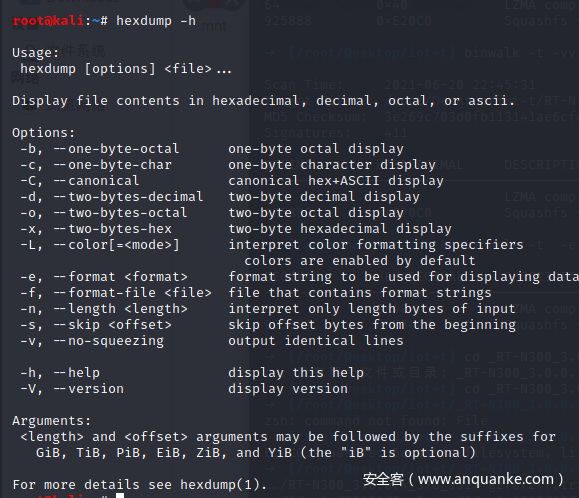 root@kali:~# hexdump -h
Usage:
hexdump [options] <file>...
Display file contents in hexadecimal, decimal, octal, or ascii.
Options:
-b, --one-byte-octal one-byte octal display
-c, --one-byte-char one-byte character display
-C, --canonical canonical hex+ASCII display
-d, --two-bytes-decimal two-byte decimal display
-o, --two-bytes-octal two-byte octal display
-x, --two-bytes-hex two-byte hexadecimal display
-L, --color[=<mode>] interpret color formatting specifiers
colors are enabled by default
-e, --format <format> format string to be used for displaying data
-f, --format-file <file> file that contains format strings
-n, --length <length> interpret only length bytes of input
-s, --skip <offset> skip offset bytes from the beginning
-v, --no-squeezing output identical lines
-h, --help display this help
-V, --version display version
Arguments:
<length> and <offset> arguments may be followed by the suffixes for
GiB, TiB, PiB, EiB, ZiB, and YiB (the "iB" is optional)
For more details see hexdump(1).
root@kali:~#
安全客（www.anquanke.com）